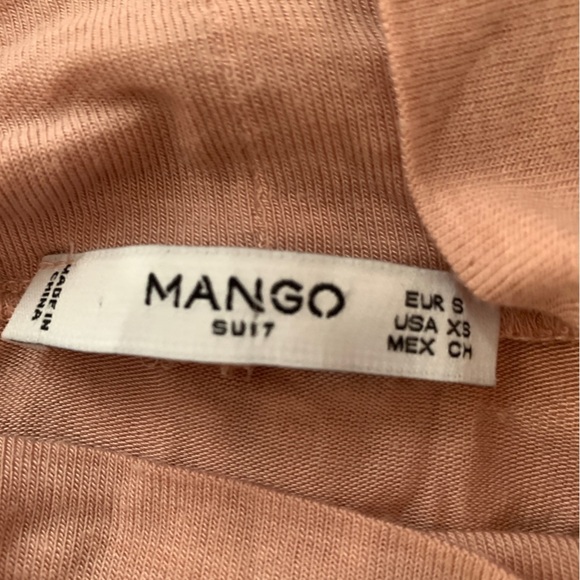 MADE IN
CHINA
MANGO
SUIT
EUR S
USA XS
MEX CH